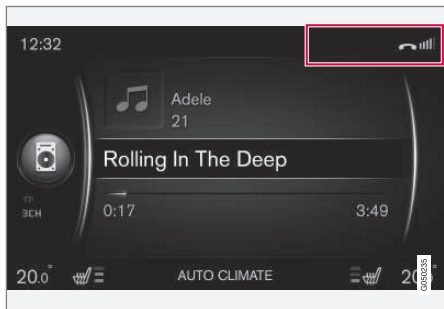 12:32
Adele
21
Rolling In The Deep
TP
3CH
0:17
3:49
20.0°
AUTO CLIMATE
G050235